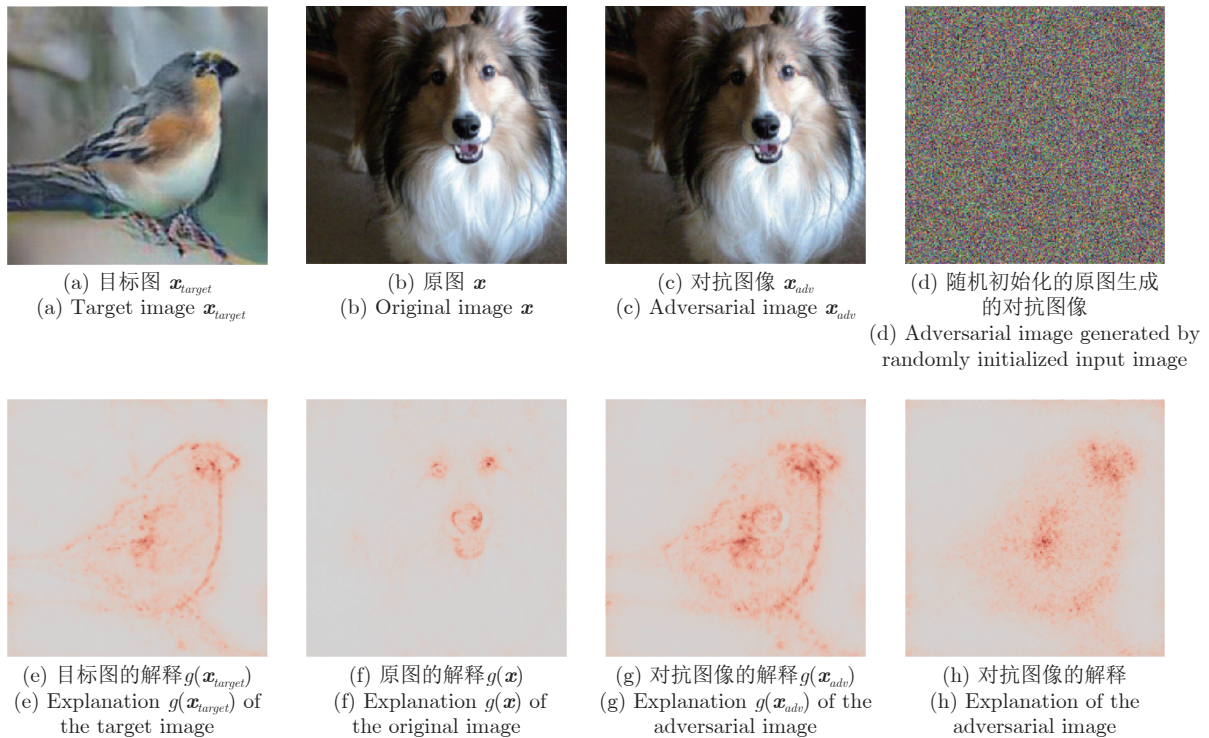 (a) 目标图 x_target
(a) Target image x_target
(b) 原图 x
(b) Original image x
(c) 对抗图像 x_adv
(c) Adversarial image x_adv
(d) 随机初始化的原图生成
的对抗图像
(d) Adversarial image generated by
randomly initialized input image
(e) 目标图的解释g(x_target)
(e) Explanation g(x_target) of
the target image
(f) 原图的解释g(x)
(f) Explanation g(x) of
the original image
(g) 对抗图像的解释g(x_adv)
(g) Explanation g(x_adv) of the
adversarial image
(h) 对抗图像的解释
(h) Explanation of the
adversarial image